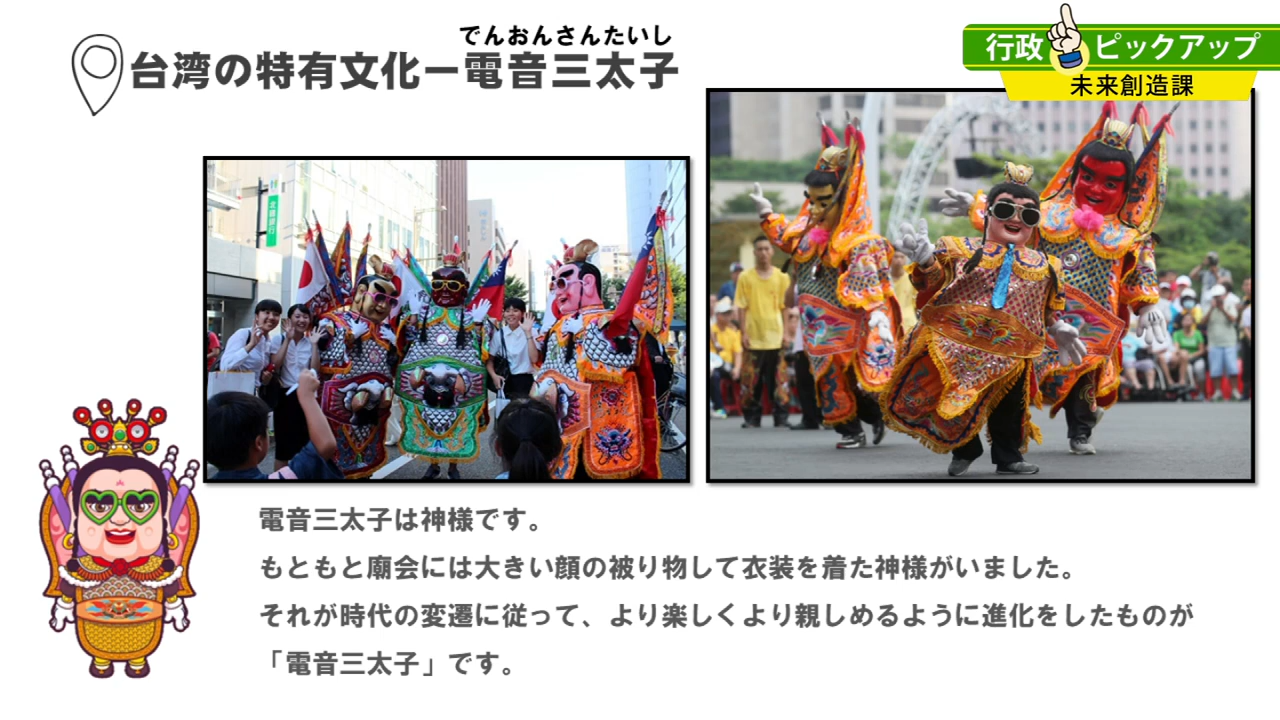 でんおんさんたいし
台湾の特有文化ー電音三太子
行政ピックアップ
未来創造課
北國銀行
電音三太子は神様です。
もともと廟会には大きい顔の被り物して衣装を着た神様がいました。
それが時代の変遷に従って、より楽しくより親しめるように進化をしたものが
「電音三太子」です。